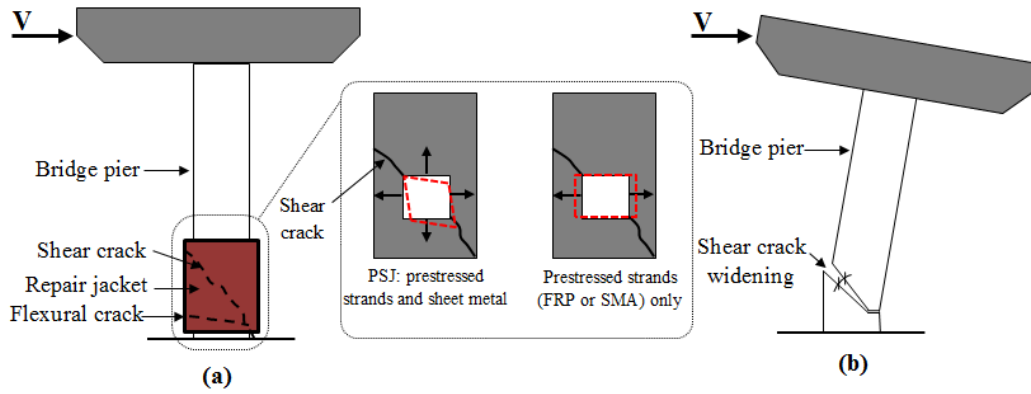 V
Bridge pier
Shear crack
Repair jacket
Flexural crack
(a)
Shear
crack
PSJ: prestressed
strands and sheet metal
Prestressed strands
(FRP or SMA) only
V
Bridge pier
Shear crack
widening
(b)